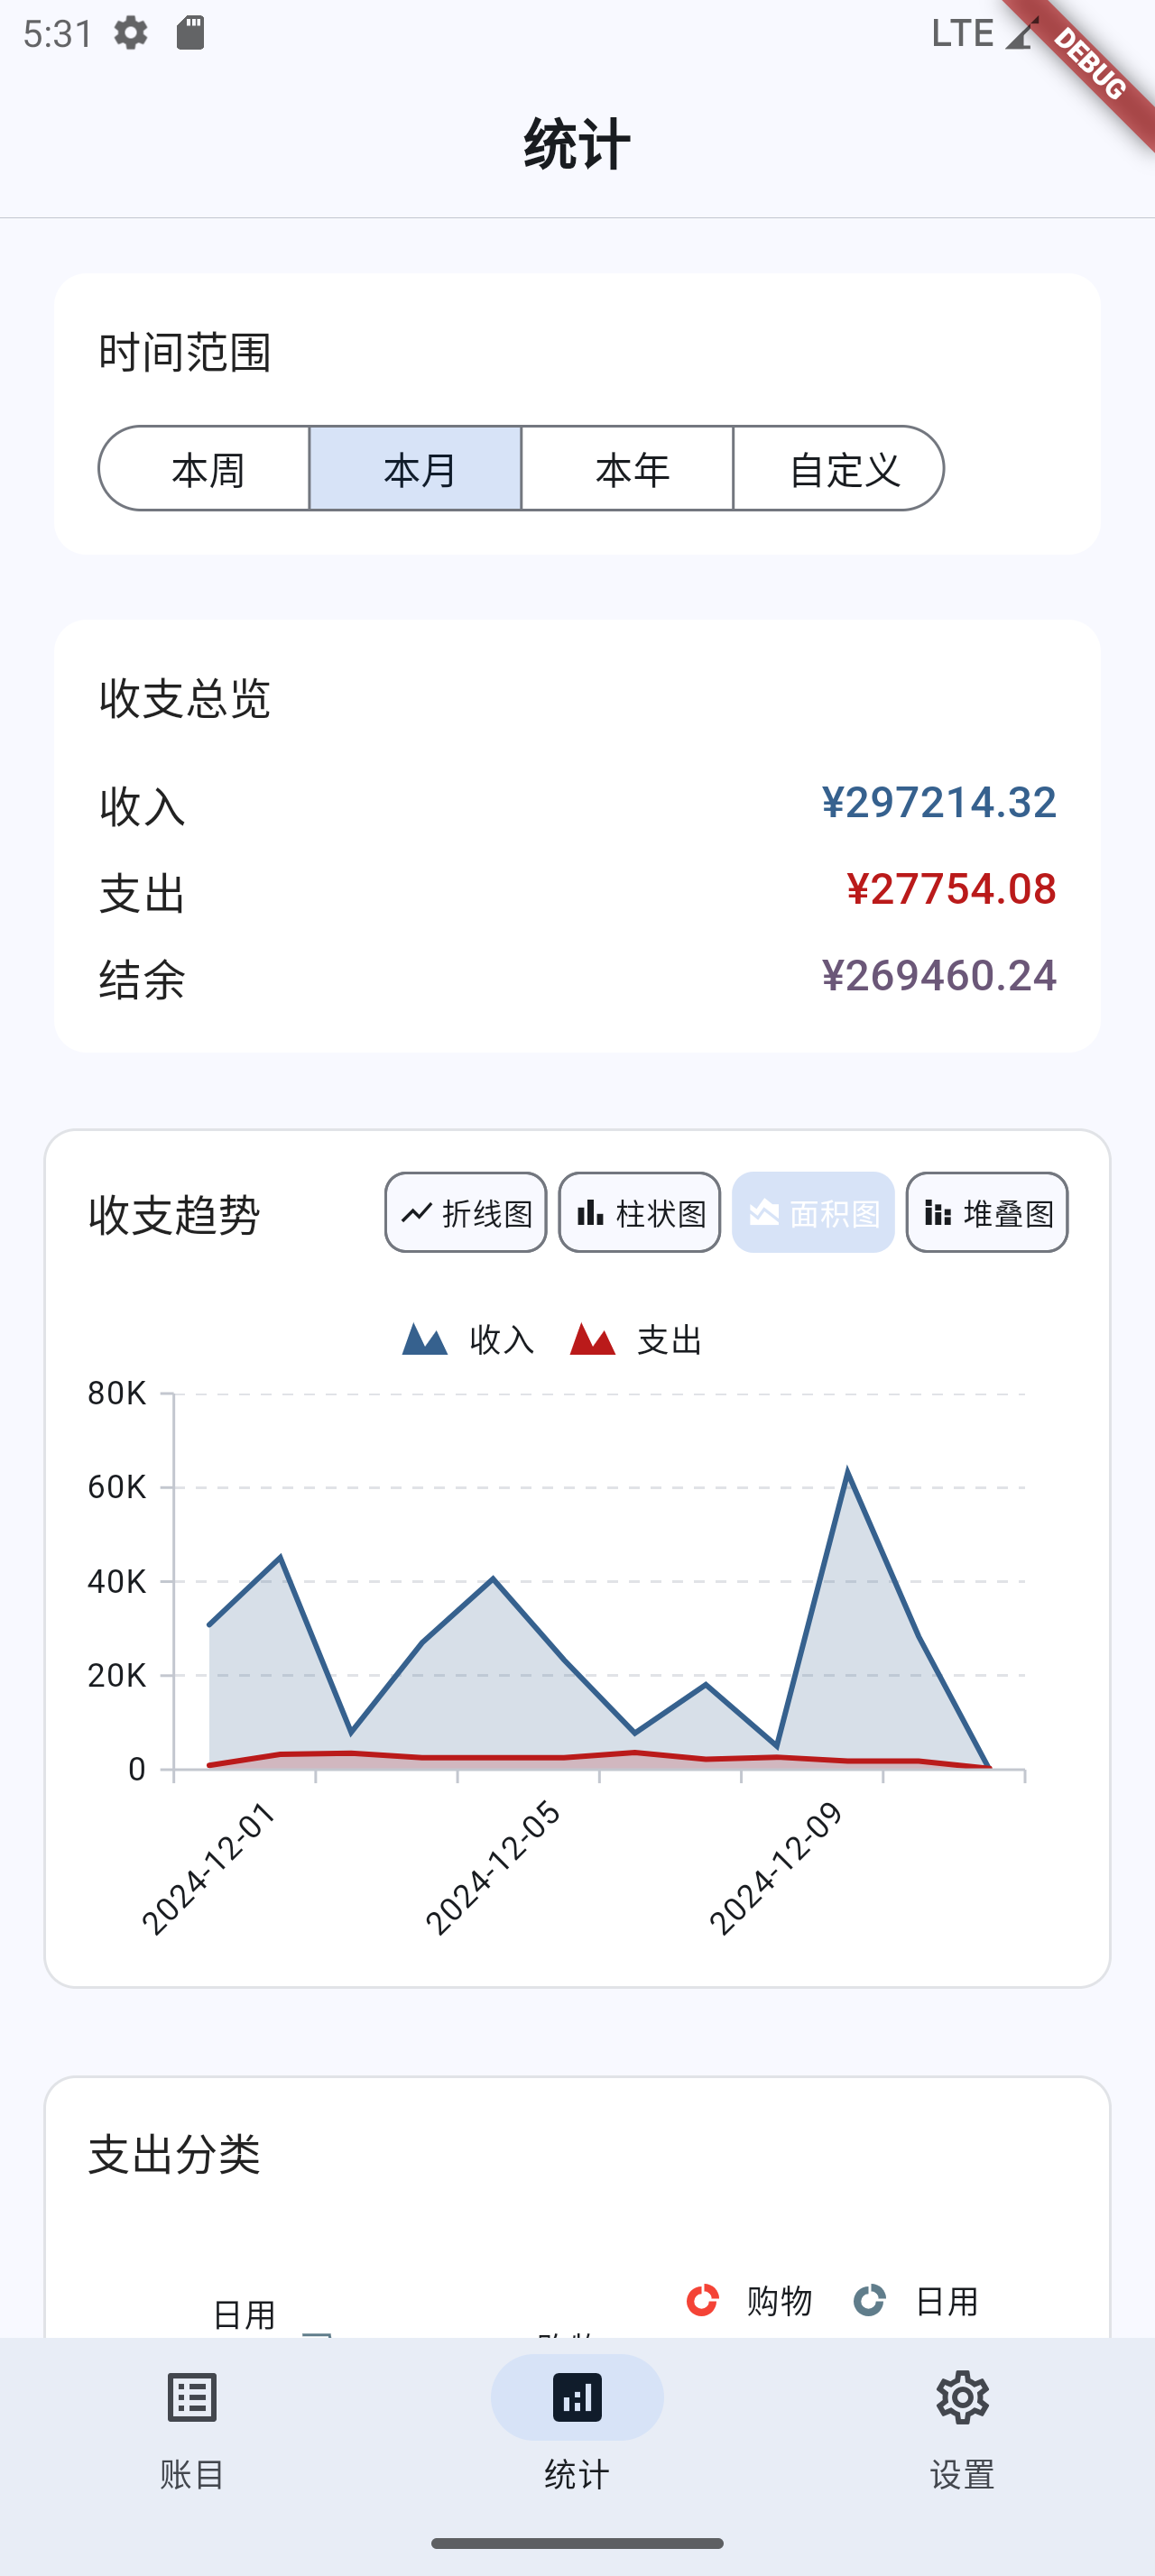 5:31
LTE
DEBUG
统计
时间范围
本周 本月 本年 自定义
收支总览
收入 ¥297214.32
支出 ¥27754.08
结余 ¥269460.24
收支趋势 折线图 柱状图 面积图 堆叠图
收入 支出
80K
60K
40K
20K
0
2024-12-01 2024-12-05 2024-12-09
支出分类
购物 日用
日用
账目 统计 设置